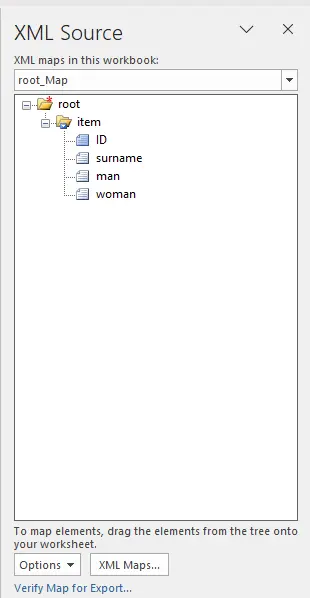 XML Source
XML maps in this workbook:
root_Map
root
item
ID
surname
man
woman
To map elements, drag the elements from the tree onto
your worksheet.
Options XML Maps...
Verify Map for Export...